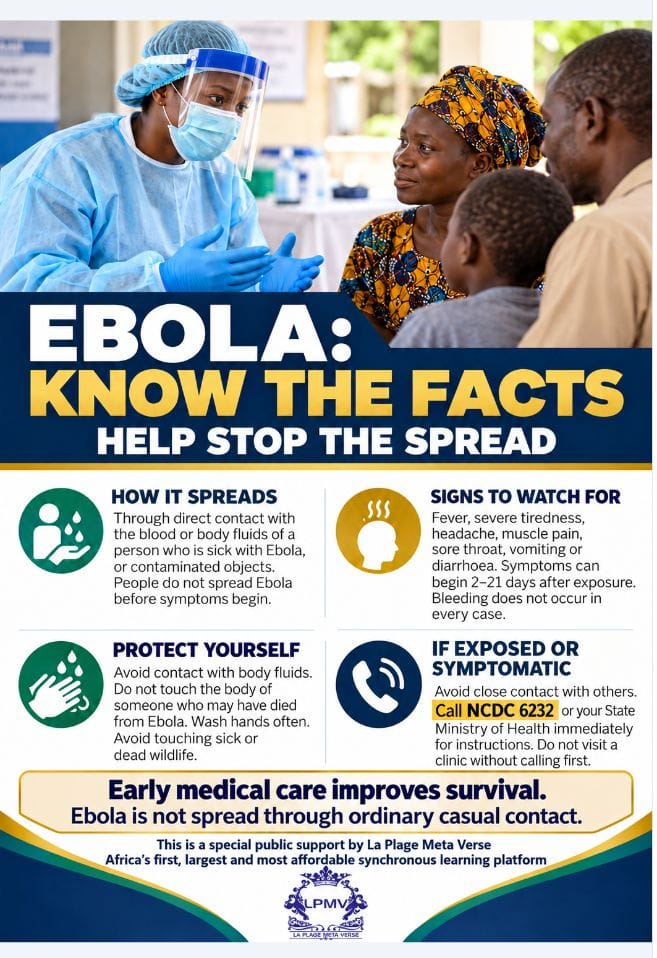 EBOLA:
KNOW THE FACTS
HELP STOP THE SPREAD
HOW IT SPREADS
Through direct contact with
the blood or body fluids of a
person who is sick with Ebola,
or contaminated objects.
People do not spread Ebola
before symptoms begin.
SIGNS TO WATCH FOR
Fever, severe tiredness,
headache, muscle pain,
sore throat, vomiting or
diarrhoea. Symptoms can
begin 2–21 days after exposure.
Bleeding does not occur in
every case.
PROTECT YOURSELF
Avoid contact with body fluids.
Do not touch the body of
someone who may have died
from Ebola. Wash hands often.
Avoid touching sick or
dead wildlife.
IF EXPOSED OR
SYMPTOMATIC
Avoid close contact with others.
Call NCDC 6232 or your State
Ministry of Health immediately
for instructions. Do not visit a
clinic without calling first.
Early medical care improves survival.
Ebola is not spread through ordinary casual contact.
This is a special public support by La Plage Meta Verse
Africa's first, largest and most affordable synchronous learning platform
LPMV
LA PLAGE META VERSE